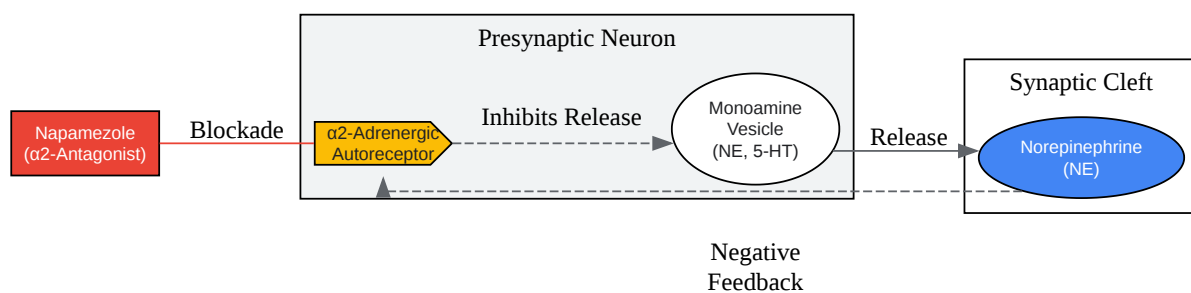 Presynaptic Neuron
Synaptic Cleft
Napamezole
(α2-Antagonist)
Blockade
α2-Adrenergic
Autoreceptor
Inhibits Release
Monoamine
Vesicle
(NE, 5-HT)
Release
Norepinephrine
(NE)
Negative
Feedback